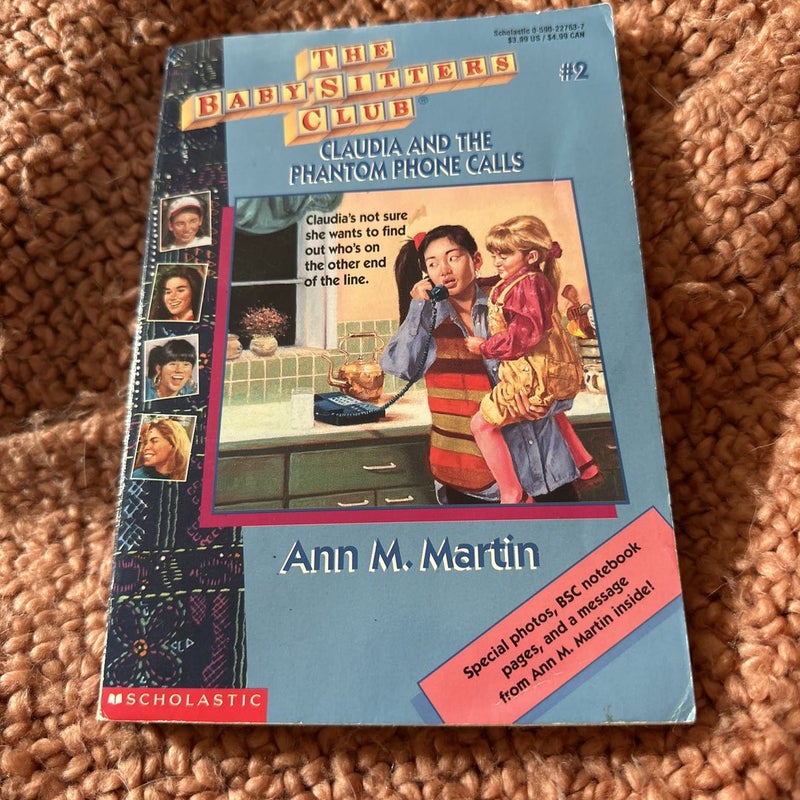 Scholastic 0-590-22763-7
$3.99 US / $4.99 CAN
THE
BABY-SITTERS
CLUB®
#2
CLAUDIA AND THE
PHANTOM PHONE CALLS
Claudia's not sure
she wants to find
out who's on
the other end
of the line.
Ann M. Martin
Special photos, BSC notebook
pages, and a message
from Ann M. Martin inside!
SCHOLASTIC